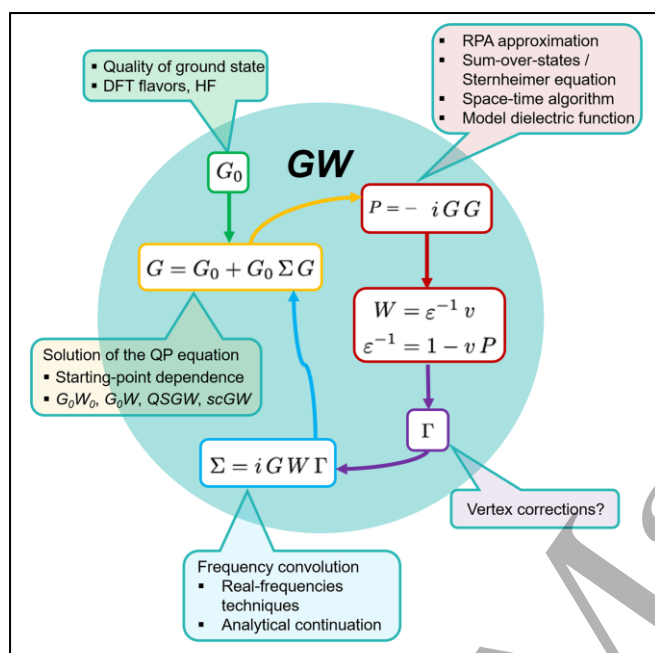 ▪ Quality of ground state
▪ DFT flavors, HF
▪ RPA approximation
▪ Sum-over-states /
Sternheimer equation
▪ Space-time algorithm
▪ Model dielectric function
GW
G₀
P = − i G G
G = G₀ + G₀ Σ G
W = ε⁻¹ v
ε⁻¹ = 1 − v P
Solution of the QP equation
▪ Starting-point dependence
▪ G₀W₀, G₀W, QSGW, scGW
Γ
Σ = i G W Γ
Vertex corrections?
Frequency convolution
▪ Real-frequencies
techniques
▪ Analytical continuation